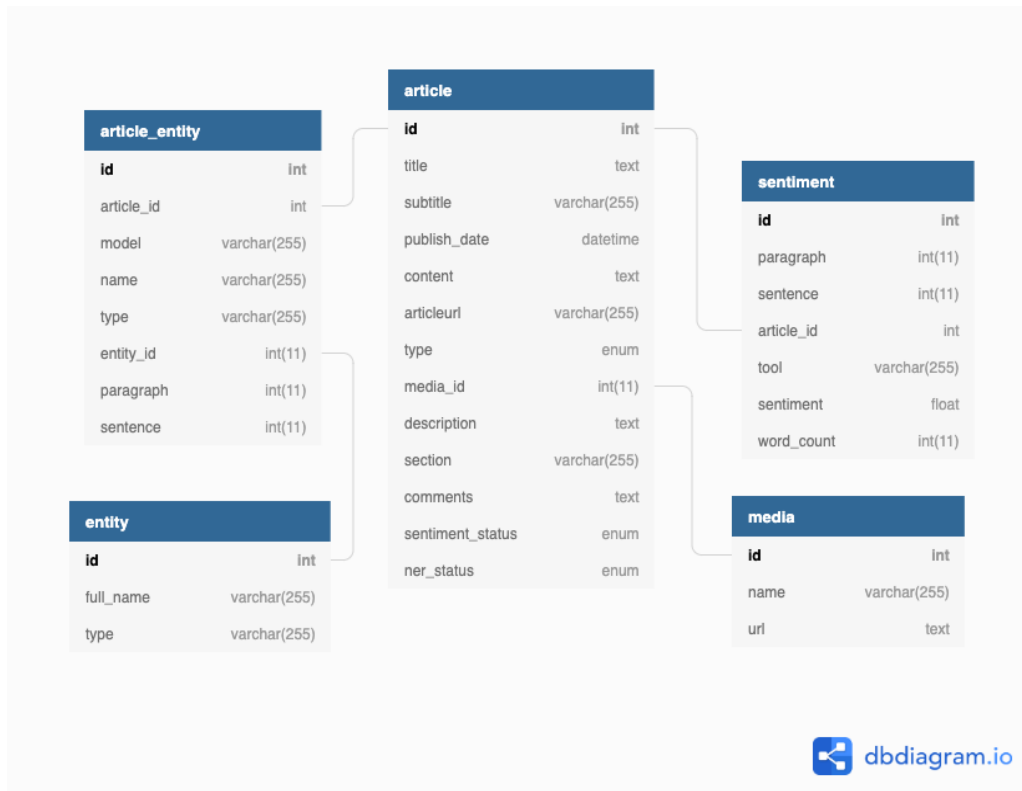 article_entity
id int
article_id int
model varchar(255)
name varchar(255)
type varchar(255)
entity_id int(11)
paragraph int(11)
sentence int(11)
entity
id int
full_name varchar(255)
type varchar(255)
article
id int
title text
subtitle varchar(255)
publish_date datetime
content text
articleurl varchar(255)
type enum
media_id int(11)
description text
section varchar(255)
comments text
sentiment_status enum
ner_status enum
sentiment
id int
paragraph int(11)
sentence int(11)
article_id int
tool varchar(255)
sentiment float
word_count int(11)
media
id int
name varchar(255)
url text
dbdiagram.io